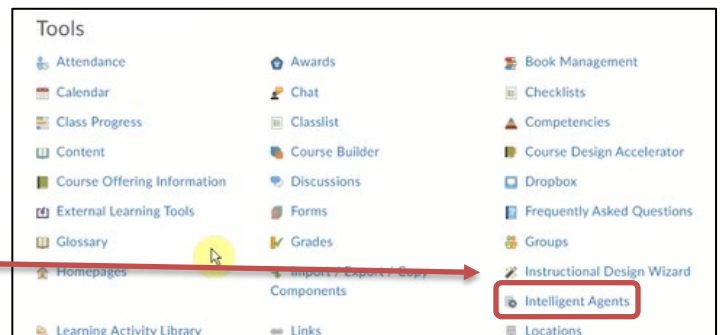 Tools
Attendance
Awards
Book Management
Calendar
Chat
Checklists
Class Progress
Classlist
Competencies
Content
Course Builder
Course Design Accelerator
Course Offering Information
Discussions
Dropbox
External Learning Tools
Forms
Frequently Asked Questions
Glossary
Grades
Groups
Homepages
Import / Export / Copy
Components
Instructional Design Wizard
Intelligent Agents
Learning Activity Library
Links
Locations